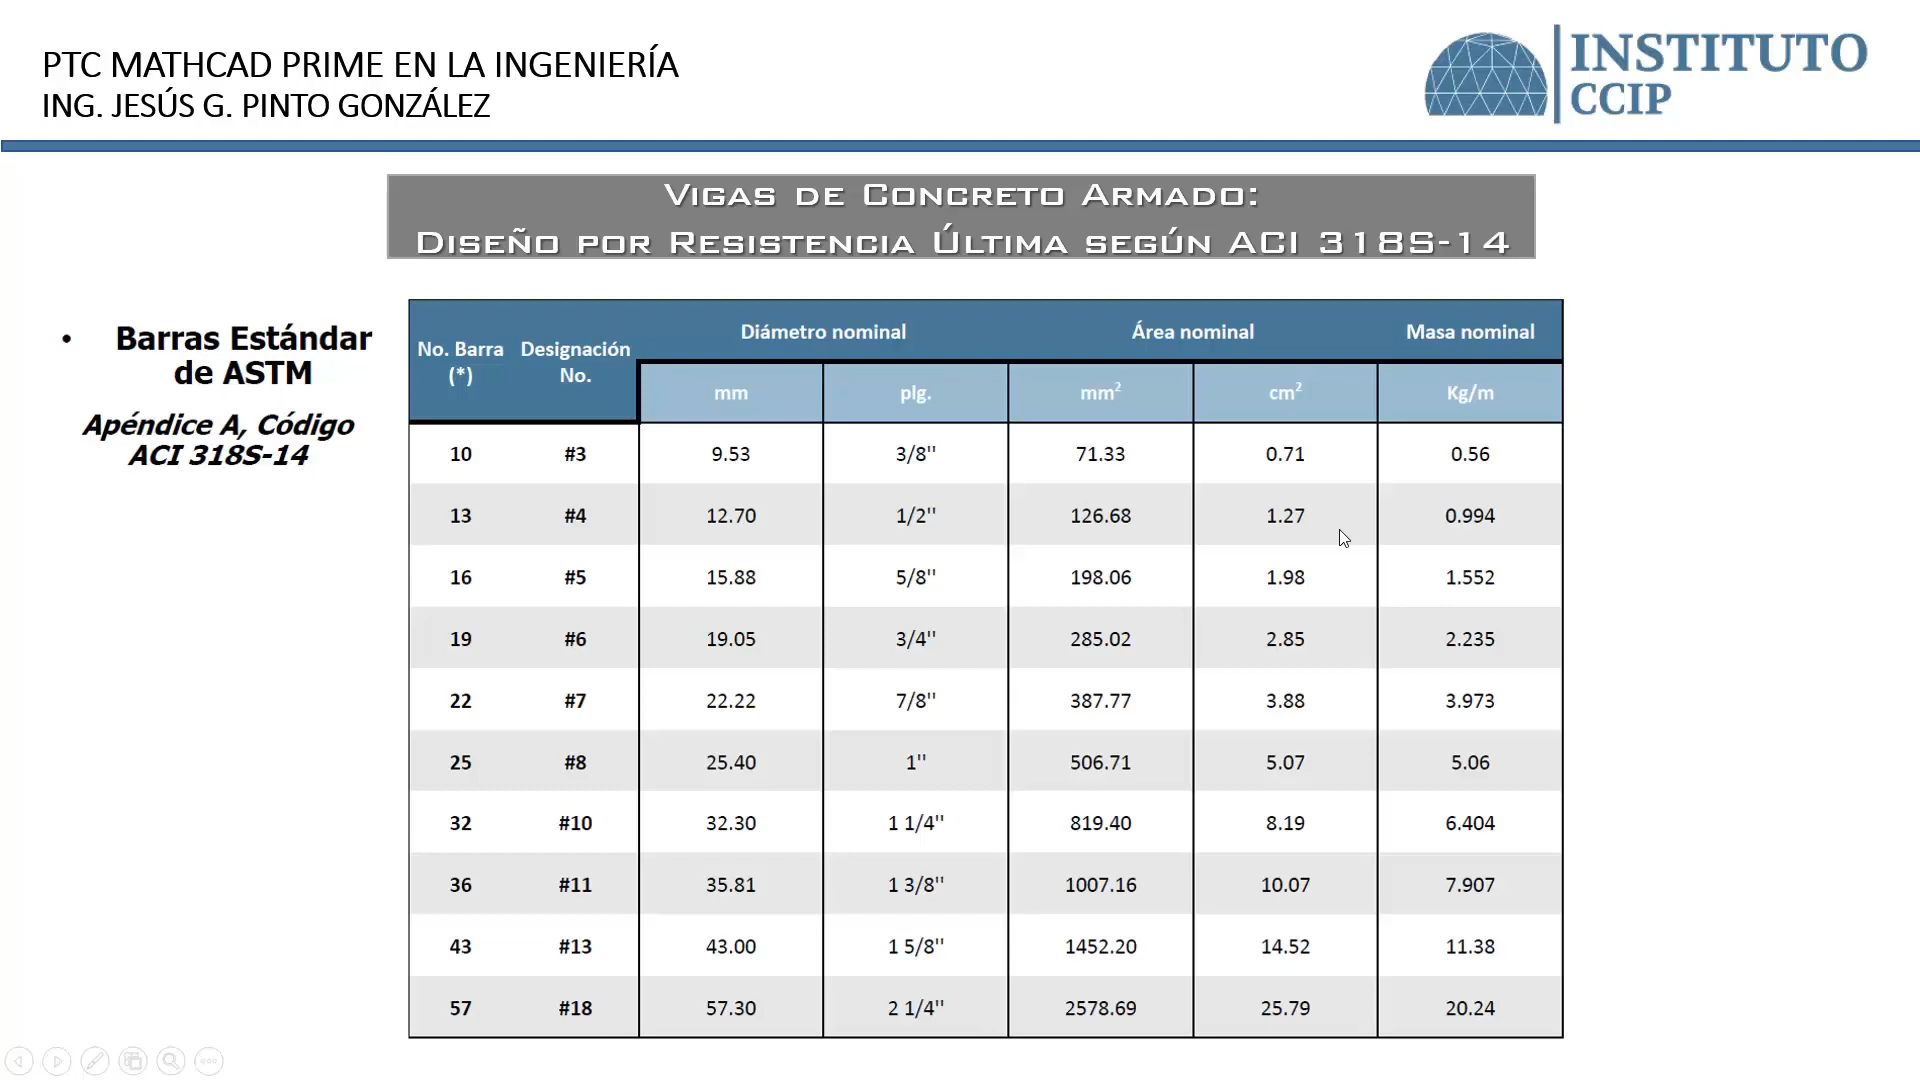 PTC MATHCAD PRIME EN LA INGENIERÍA
ING. JESÚS G. PINTO GONZÁLEZ
INSTITUTO
CCIP
VIGAS DE CONCRETO ARMADO:
DISEÑO POR RESISTENCIA ÚLTIMA SEGÚN ACI 318S-14
• Barras Estándar
de ASTM
Apéndice A, Código
ACI 318S-14
No. Barra (*) Designación No. Diámetro nominal Área nominal Masa nominal
mm plg. mm² cm² Kg/m
10 #3 9.53 3/8'' 71.33 0.71 0.56
13 #4 12.70 1/2'' 126.68 1.27 0.994
16 #5 15.88 5/8'' 198.06 1.98 1.552
19 #6 19.05 3/4'' 285.02 2.85 2.235
22 #7 22.22 7/8'' 387.77 3.88 3.973
25 #8 25.40 1'' 506.71 5.07 5.06
32 #10 32.30 1 1/4'' 819.40 8.19 6.404
36 #11 35.81 1 3/8'' 1007.16 10.07 7.907
43 #13 43.00 1 5/8'' 1452.20 14.52 11.38
57 #18 57.30 2 1/4'' 2578.69 25.79 20.24